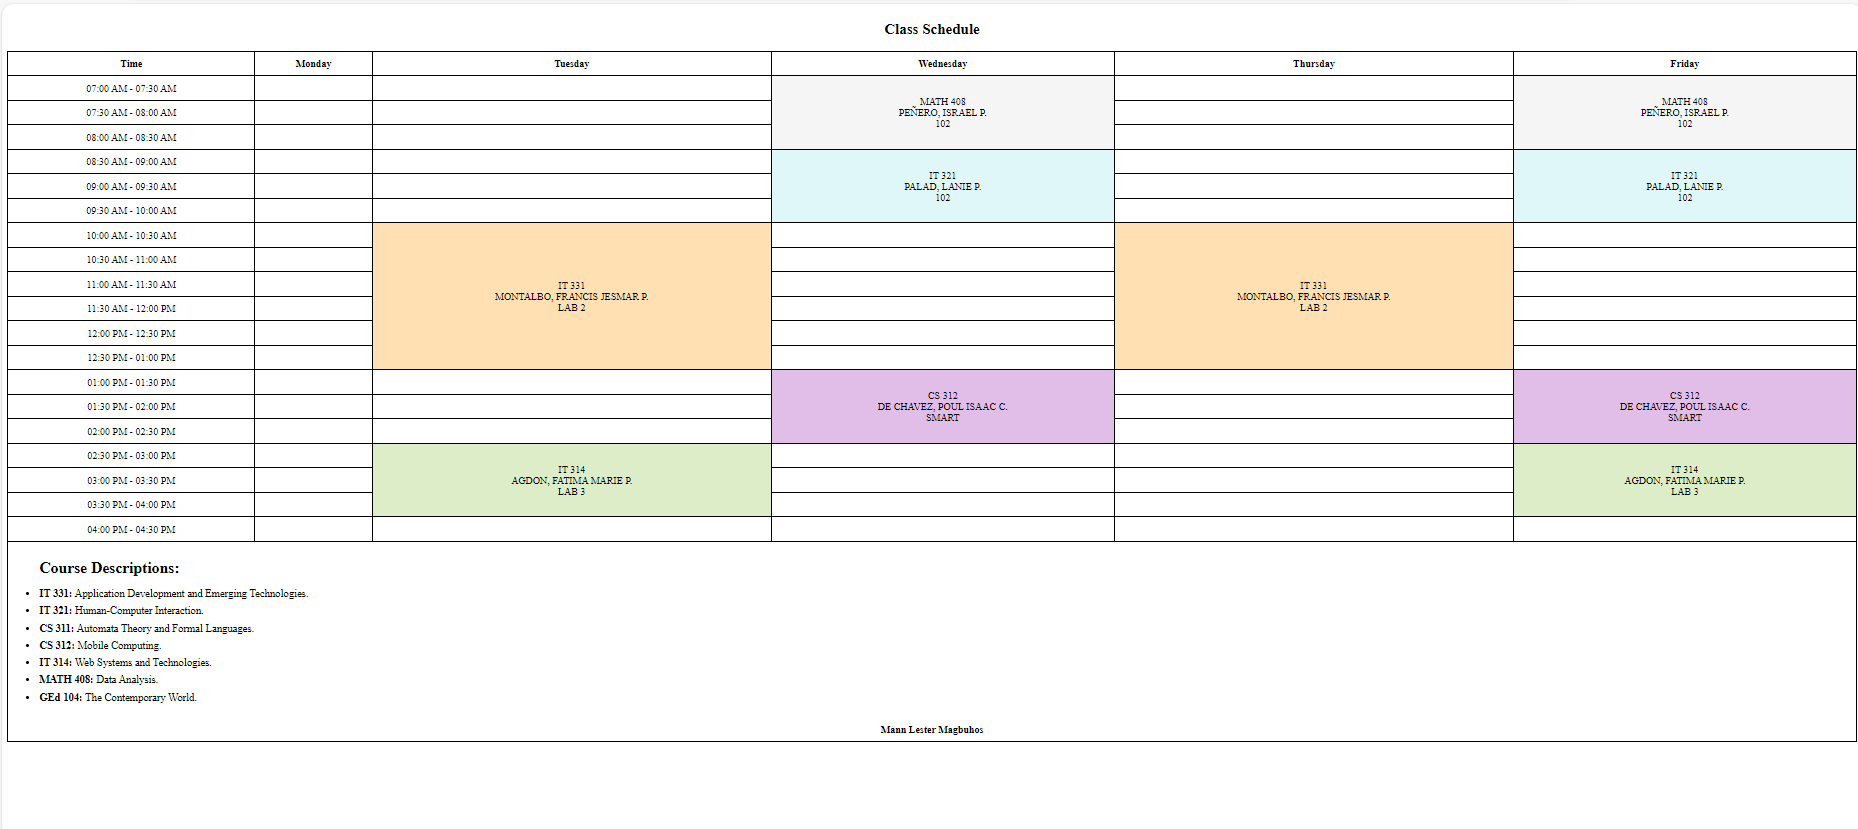 Class Schedule
Time Monday Tuesday Wednesday Thursday Friday
07:00 AM - 07:30 AM
MATH 408
PEÑERO, ISRAEL P.
102
MATH 408
PEÑERO, ISRAEL P.
102
07:30 AM - 08:00 AM
08:00 AM - 08:30 AM
08:30 AM - 09:00 AM
IT 321
PALAD, LANIE P.
102
IT 321
PALAD, LANIE P.
102
09:00 AM - 09:30 AM
09:30 AM - 10:00 AM
10:00 AM - 10:30 AM
IT 331
MONTALBO, FRANCIS JESMAR P.
LAB 2
IT 331
MONTALBO, FRANCIS JESMAR P.
LAB 2
10:30 AM - 11:00 AM
11:00 AM - 11:30 AM
11:30 AM - 12:00 PM
12:00 PM - 12:30 PM
12:30 PM - 01:00 PM
01:00 PM - 01:30 PM
CS 312
DE CHAVEZ, POUL ISAAC C.
SMART
CS 312
DE CHAVEZ, POUL ISAAC C.
SMART
01:30 PM - 02:00 PM
02:00 PM - 02:30 PM
02:30 PM - 03:00 PM
IT 314
AGDON, FATIMA MARIE P.
LAB 3
IT 314
AGDON, FATIMA MARIE P.
LAB 3
03:00 PM - 03:30 PM
03:30 PM - 04:00 PM
04:00 PM - 04:30 PM
Course Descriptions:
• IT 331: Application Development and Emerging Technologies.
• IT 321: Human-Computer Interaction.
• CS 311: Automata Theory and Formal Languages.
• CS 312: Mobile Computing.
• IT 314: Web Systems and Technologies.
• MATH 408: Data Analysis.
• GEd 104: The Contemporary World.
Mann Lester Magbuhos